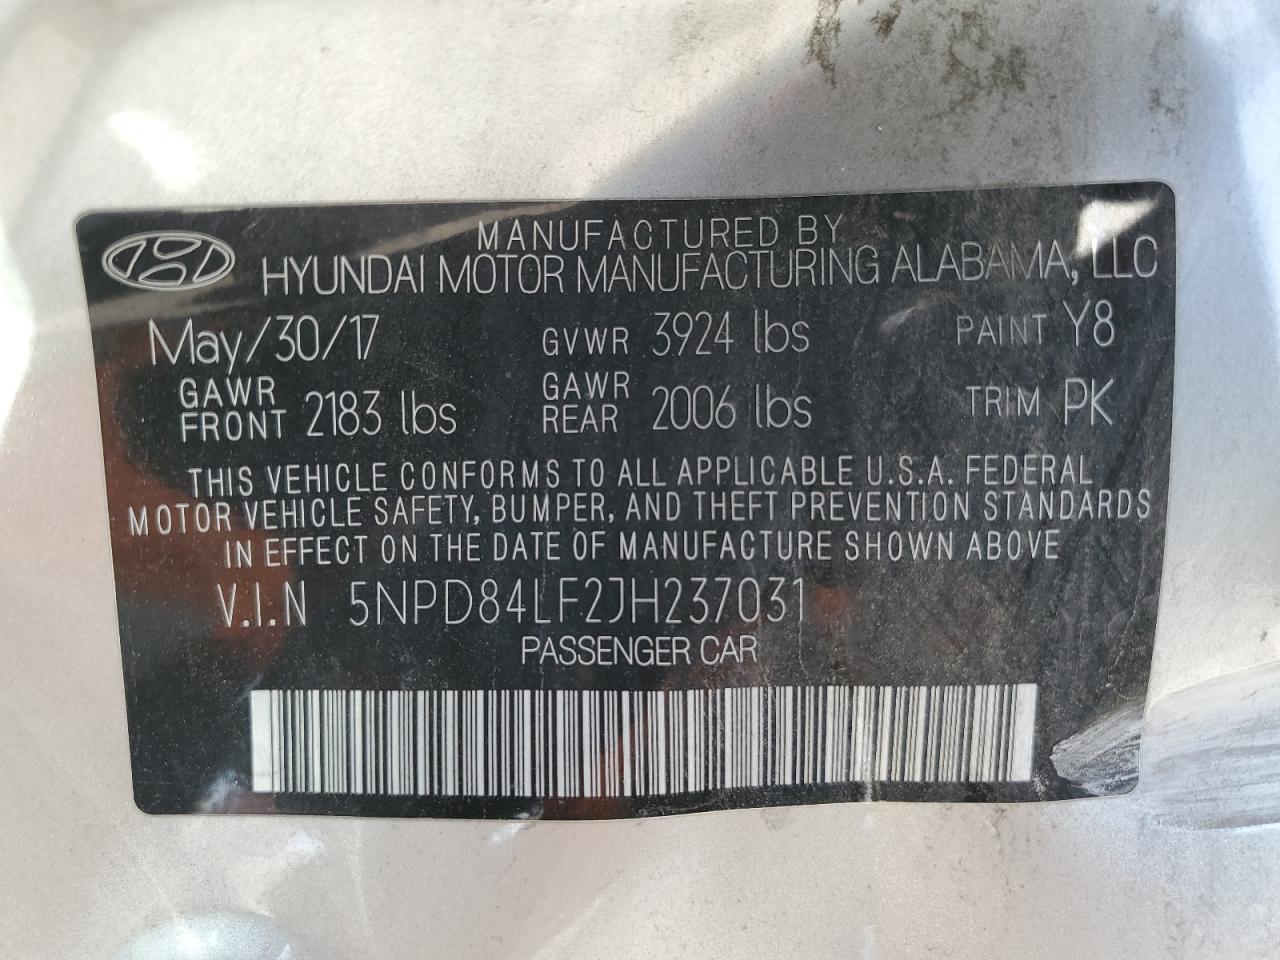 MANUFACTURED BY
HYUNDAI MOTOR MANUFACTURING ALABAMA, LLC
May/30/17 GVWR 3924 lbs PAINT Y8
GAWR FRONT 2183 lbs GAWR REAR 2006 lbs TRIM PK
THIS VEHICLE CONFORMS TO ALL APPLICABLE U.S.A. FEDERAL
MOTOR VEHICLE SAFETY, BUMPER, AND THEFT PREVENTION STANDARDS
IN EFFECT ON THE DATE OF MANUFACTURE SHOWN ABOVE
V.I.N 5NPD84LF2JH237031
PASSENGER CAR